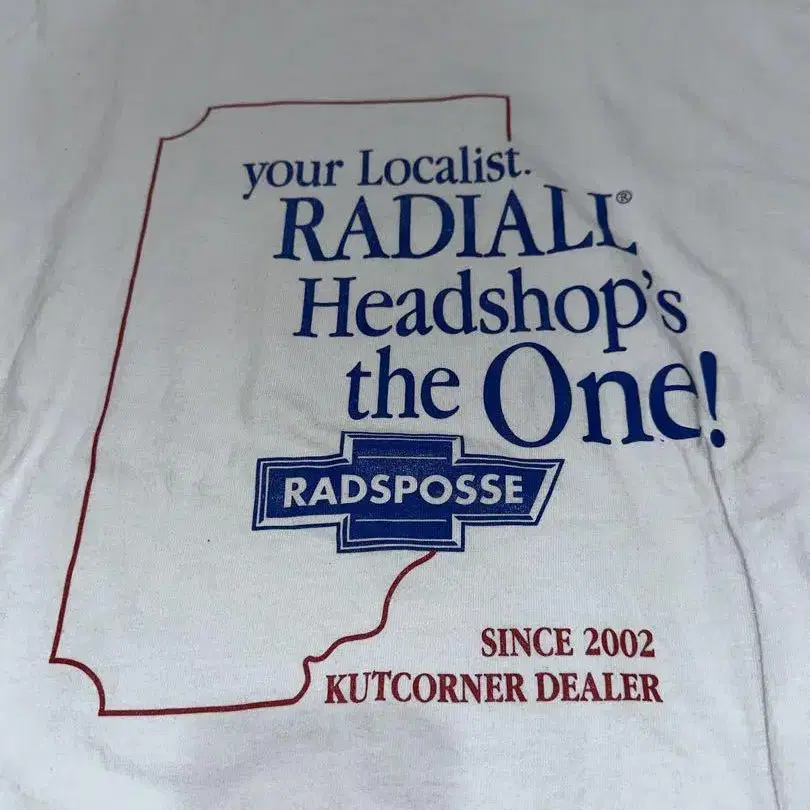 your Localist.
RADIALL®
Headshop's
the One!
RADSPOSSE
SINCE 2002
KUTCORNER DEALER